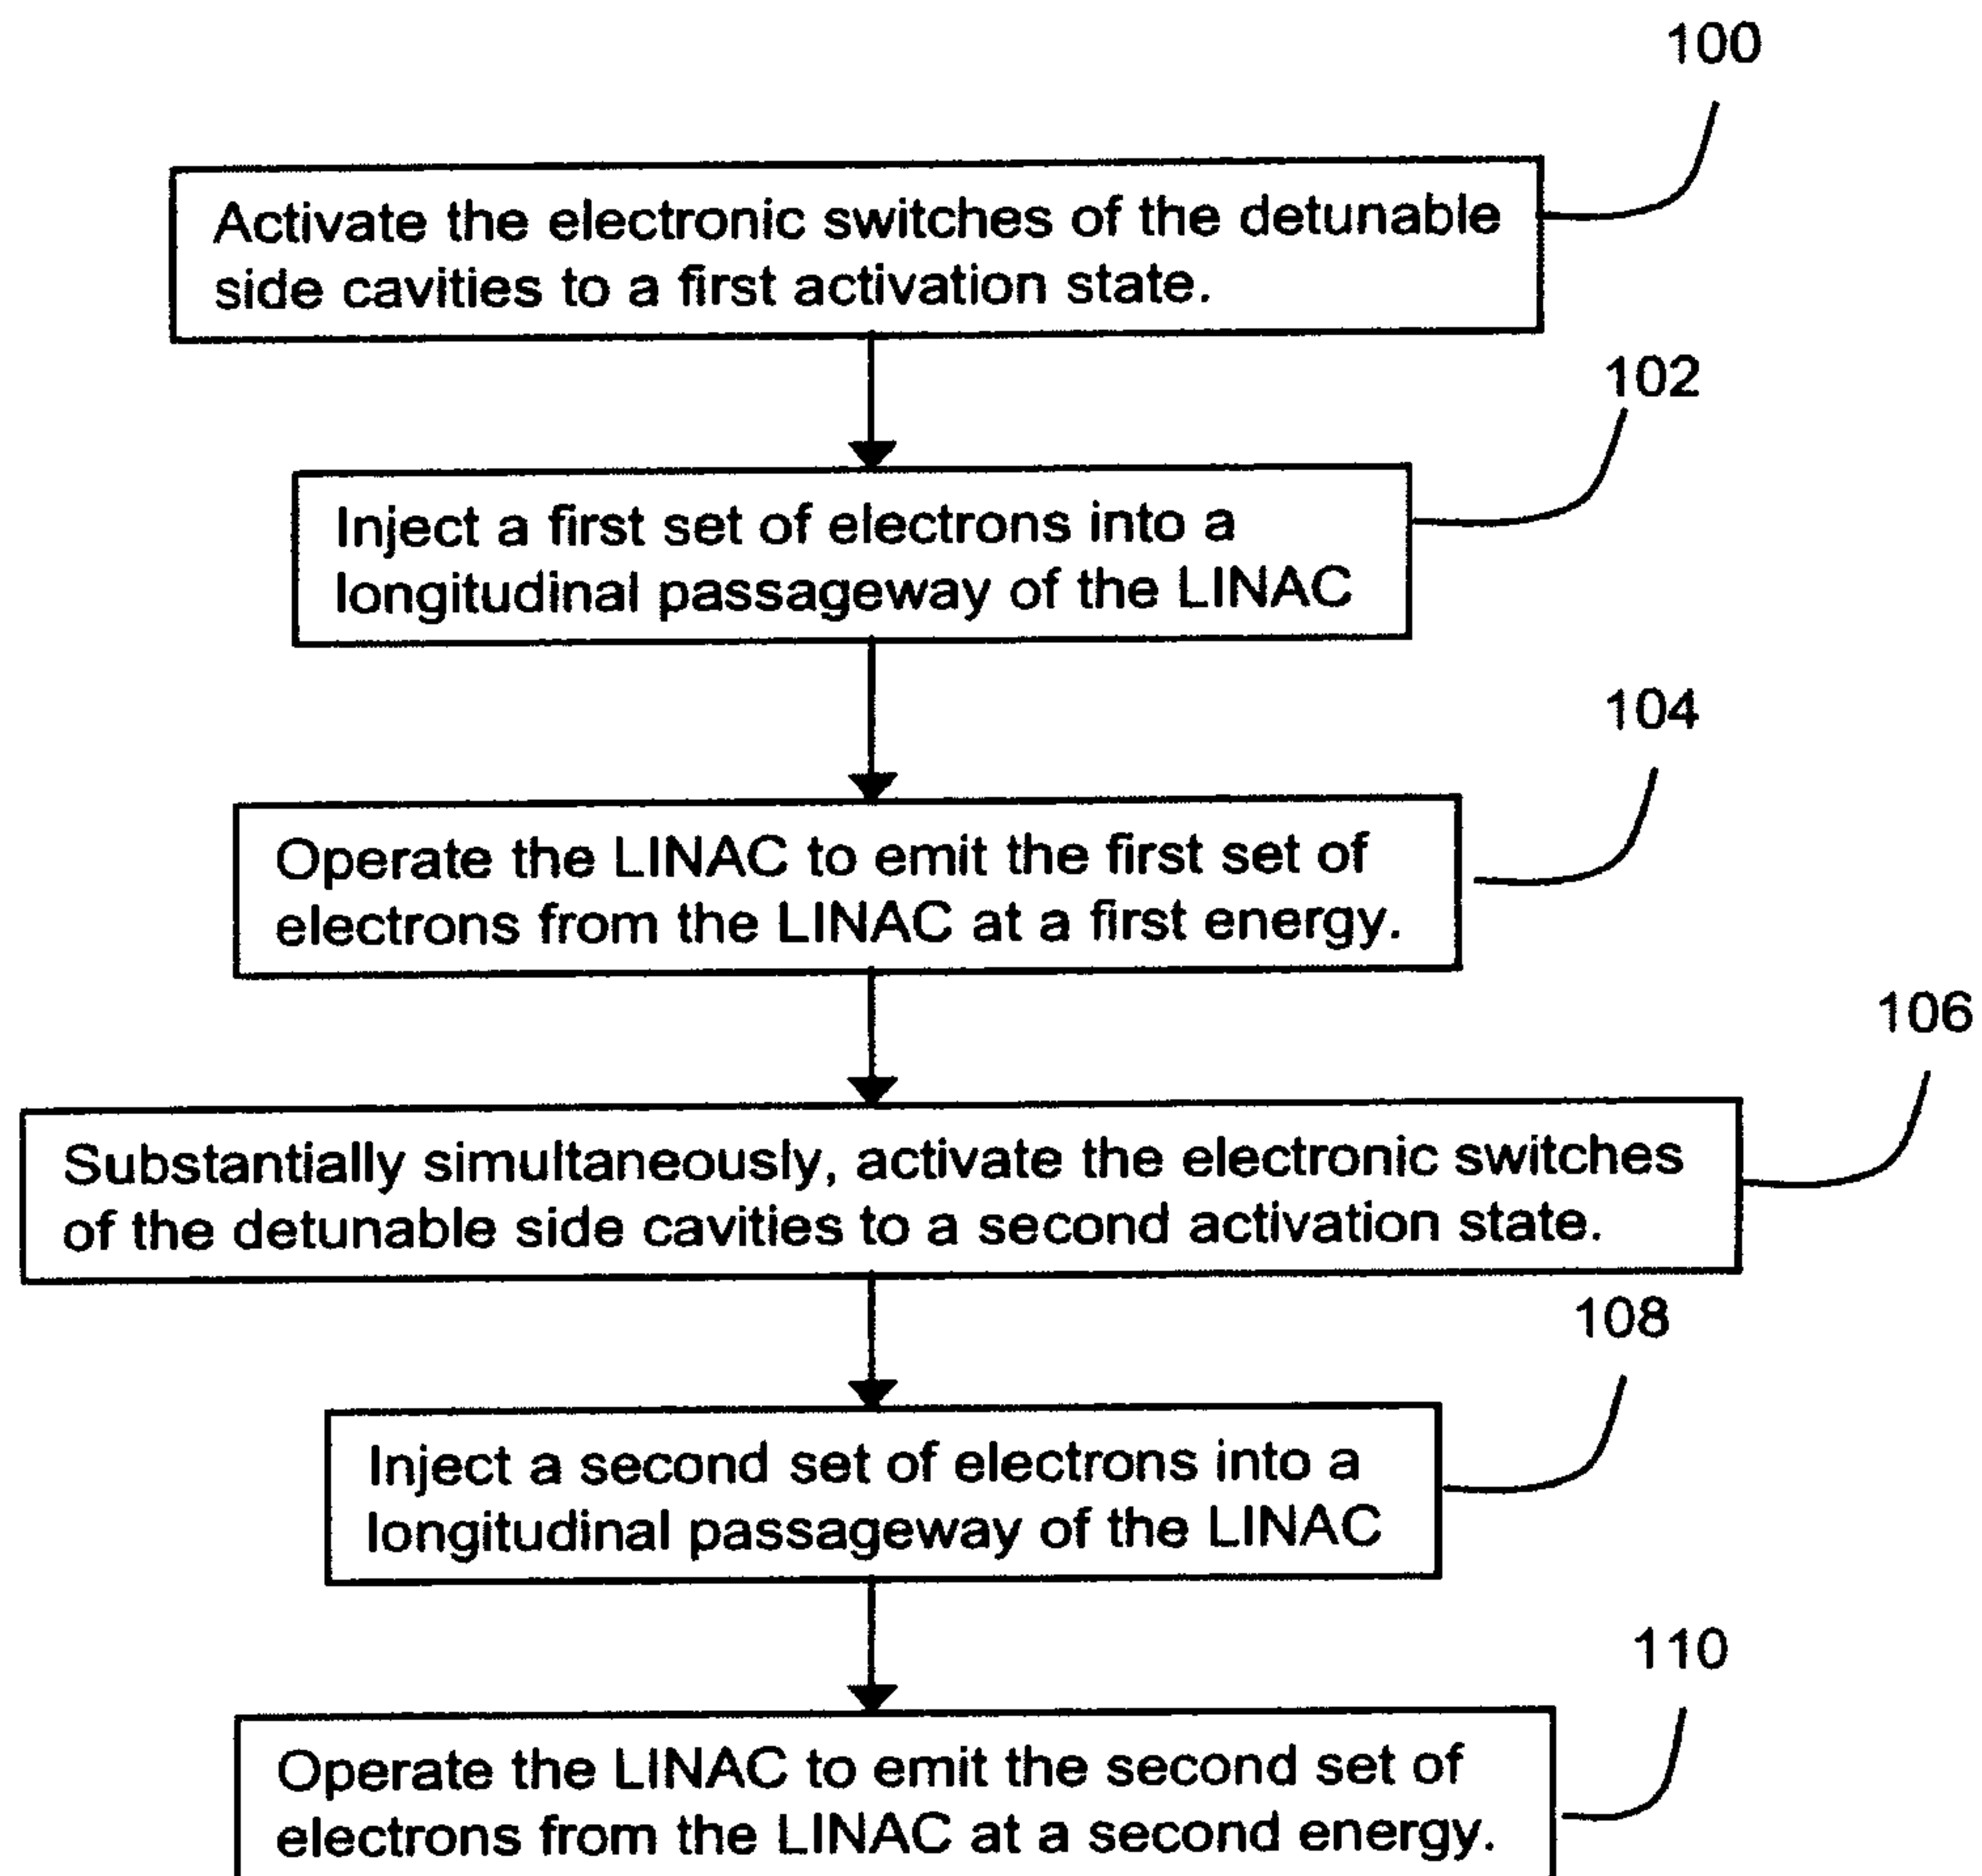 100
Activate the electronic switches of the detunable
side cavities to a first activation state.
102
Inject a first set of electrons into a
longitudinal passageway of the LINAC
104
Operate the LINAC to emit the first set of
electrons from the LINAC at a first energy.
106
Substantially simultaneously, activate the electronic switches
of the detunable side cavities to a second activation state.
108
Inject a second set of electrons into a
longitudinal passageway of the LINAC
110
Operate the LINAC to emit the second set of
electrons from the LINAC at a second energy.